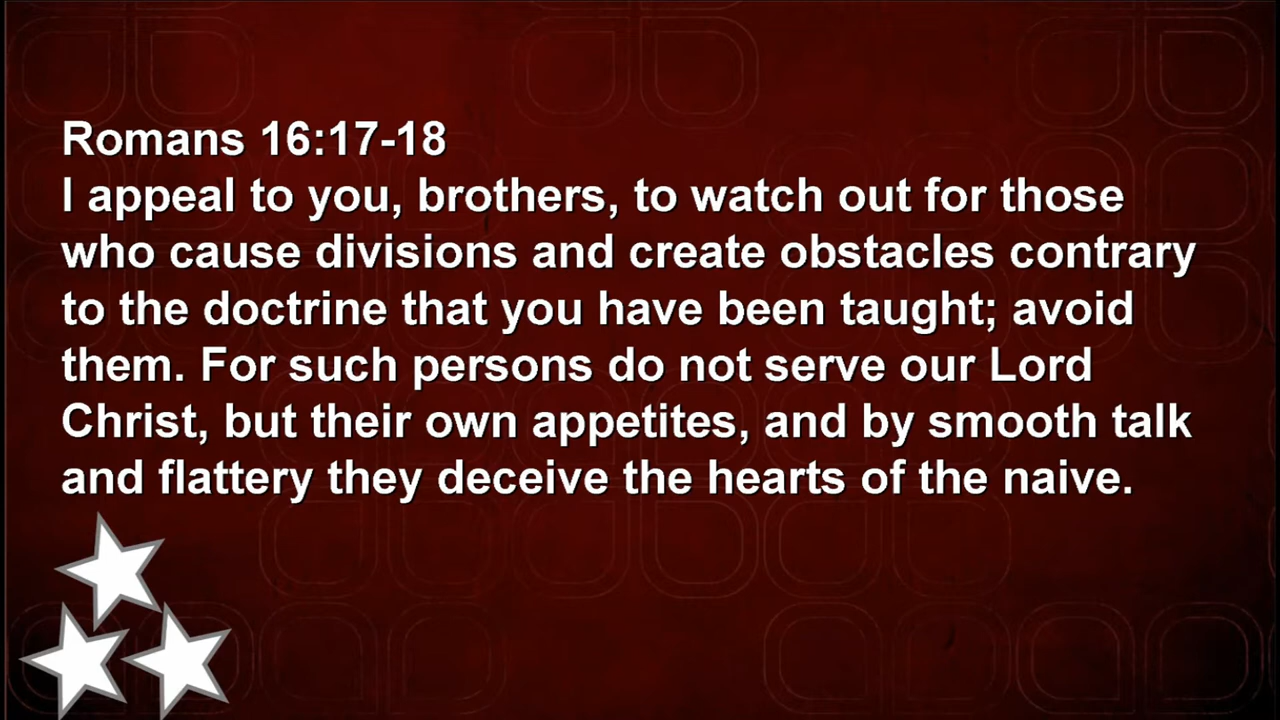 Romans 16:17-18
I appeal to you, brothers, to watch out for those
who cause divisions and create obstacles contrary
to the doctrine that you have been taught; avoid
them. For such persons do not serve our Lord
Christ, but their own appetites, and by smooth talk
and flattery they deceive the hearts of the naive.